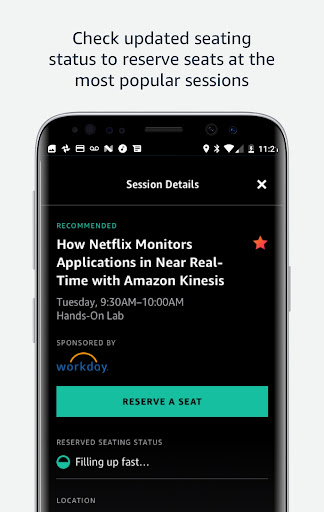 Check updated seating
status to reserve seats at the
most popular sessions
11:2
Session Details
RECOMMENDED
How Netflix Monitors
Applications in Near Real-
Time with Amazon Kinesis
Tuesday, 9:30AM–10:00AM
Hands-On Lab
SPONSORED BY
workday
RESERVE A SEAT
RESERVED SEATING STATUS
Filling up fast...
LOCATION